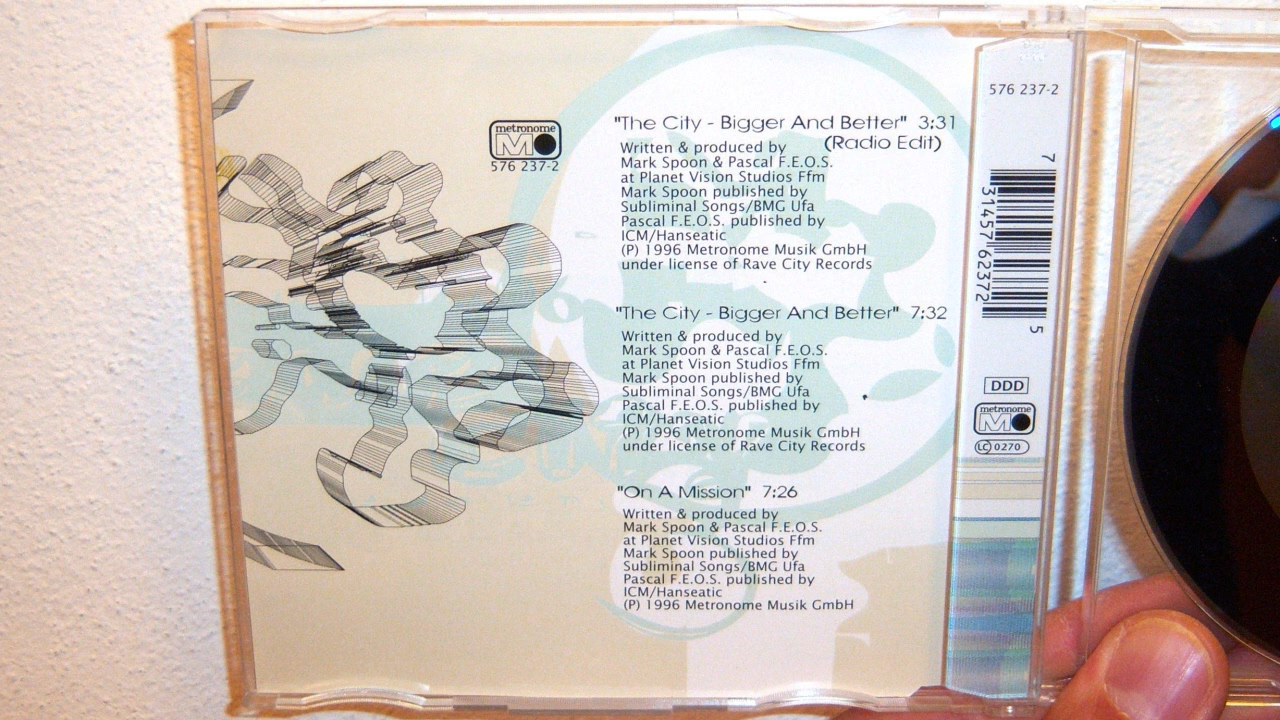 metronome
M
576 237-2
"The City - Bigger And Better" 3:31
(Radio Edit)
Written & produced by
Mark Spoon & Pascal F.E.O.S.
at Planet Vision Studios Ffm
Mark Spoon published by
Subliminal Songs/BMG Ufa
Pascal F.E.O.S. published by
ICM/Hanseatic
(P) 1996 Metronome Musik GmbH
under license of Rave City Records
"The City - Bigger And Better" 7:32
Written & produced by
Mark Spoon & Pascal F.E.O.S.
at Planet Vision Studios Ffm
Mark Spoon published by
Subliminal Songs/BMG Ufa
Pascal F.E.O.S. published by
ICM/Hanseatic
(P) 1996 Metronome Musik GmbH
under license of Rave City Records
"On A Mission" 7:26
Written & produced by
Mark Spoon & Pascal F.E.O.S.
at Planet Vision Studios Ffm
Mark Spoon published by
Subliminal Songs/BMG Ufa
Pascal F.E.O.S. published by
ICM/Hanseatic
(P) 1996 Metronome Musik GmbH
576 237-2
7 31457 62372 5
DDD
metronome
M
LC 0270